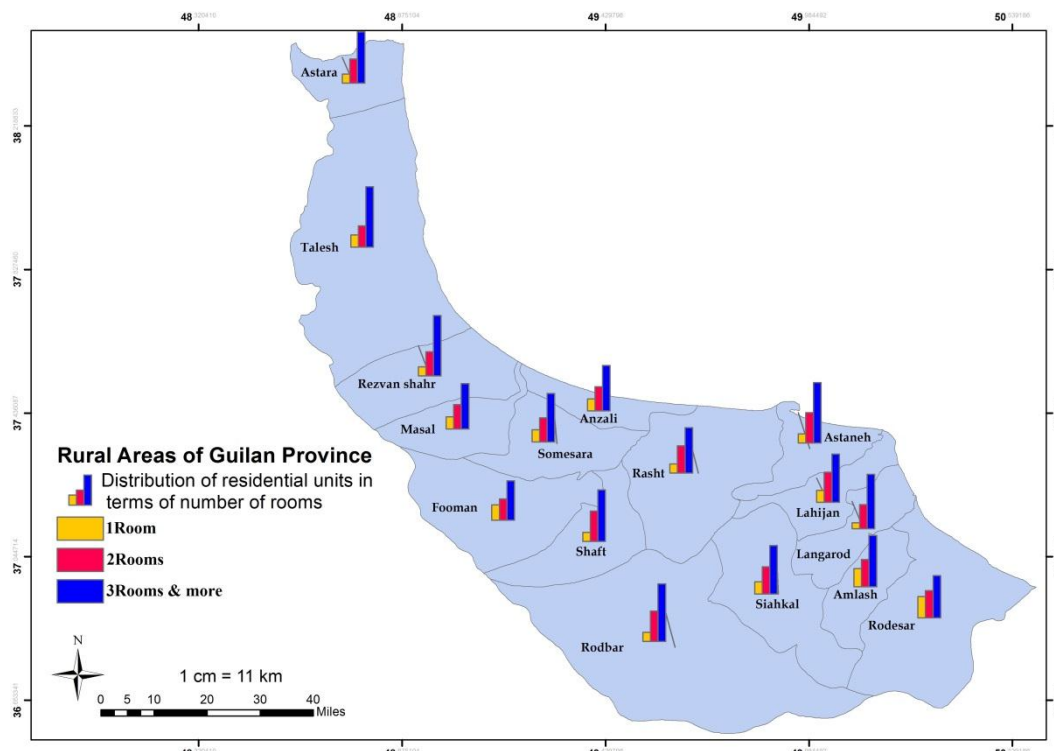 48
48
49
49
50
38
37
37
37
36
Astara
Talesh
Rezvan shahr
Masal
Somesara
Anzali
Rasht
Astaneh
Lahijan
Langarod
Amlash
Rodesar
Siahkal
Shaft
Fooman
Rodbar
Rural Areas of Guilan Province
Distribution of residential units in
terms of number of rooms
1Room
2Rooms
3Rooms & more
N
1 cm = 11 km
0 5 10 20 30 40
Miles